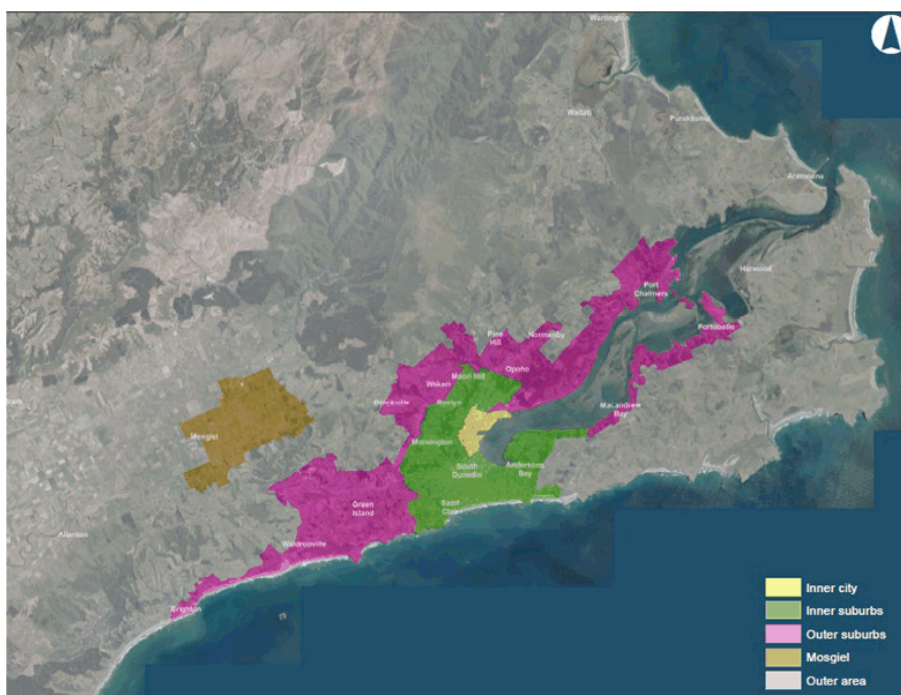 Warrington
Waitati
Purakaunui
Aramoana
Harwood
Port
Chalmers
Portobello
Pine
Hill
Normanby
Opoho
Maori Hill
Wakari
Roslyn
Brockville
Macandrew
Bay
Mosgiel
Mornington
South
Dunedin
Andersons
Bay
Green
Island
Saint
Clair
Allanton
Waldronville
Brighton
Inner city
Inner suburbs
Outer suburbs
Mosgiel
Outer area